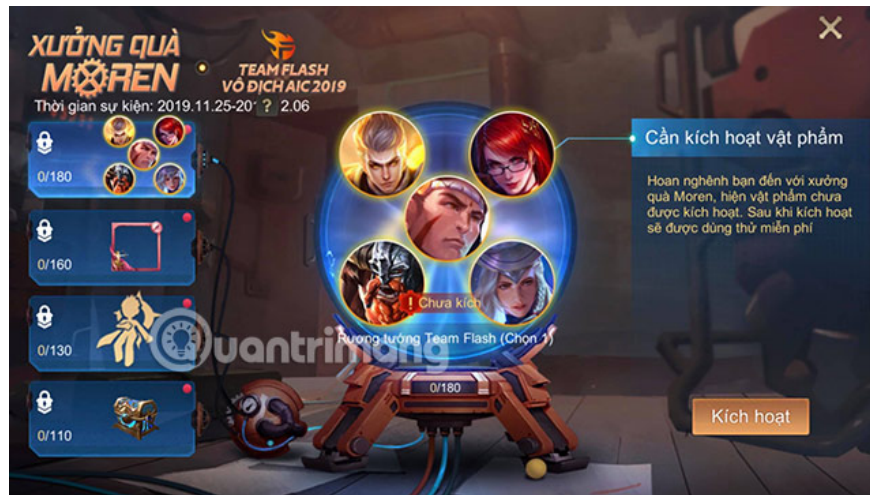 XƯỞNG QUÀ
MOREN
TEAM FLASH
VÔ ĐỊCH AIC 2019
Thời gian sự kiện: 2019.11.25-201 ? 2.06
0/180
0/160
0/130
0/110
Cần kích hoạt vật phẩm
Hoan nghênh bạn đến với xưởng
quà Moren, hiện vật phẩm chưa
được kích hoạt. Sau khi kích hoạt
sẽ được dùng thử miễn phí
! Chưa kích
Rương tướng Team Flash (Chọn 1)
0/180
Kích hoạt
Quantrimang